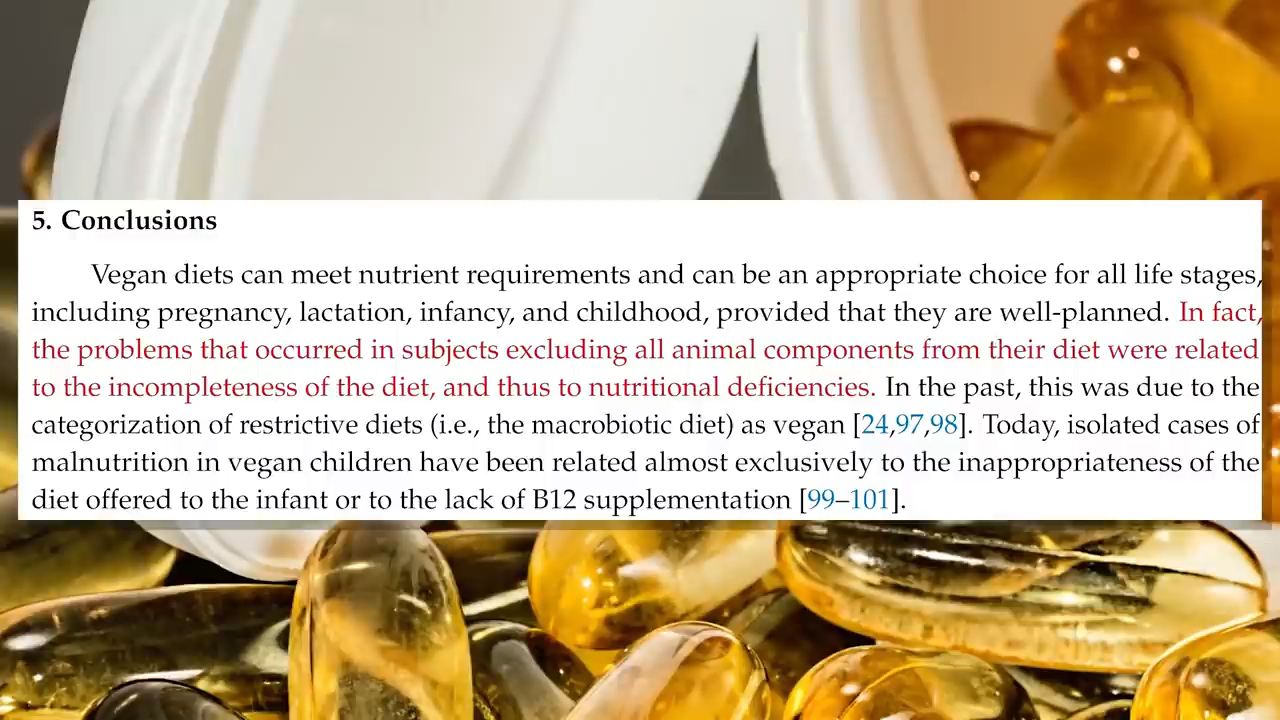 5. Conclusions
Vegan diets can meet nutrient requirements and can be an appropriate choice for all life stages,
including pregnancy, lactation, infancy, and childhood, provided that they are well-planned. In fact,
the problems that occurred in subjects excluding all animal components from their diet were related
to the incompleteness of the diet, and thus to nutritional deficiencies. In the past, this was due to the
categorization of restrictive diets (i.e., the macrobiotic diet) as vegan [24,97,98]. Today, isolated cases of
malnutrition in vegan children have been related almost exclusively to the inappropriateness of the
diet offered to the infant or to the lack of B12 supplementation [99–101].